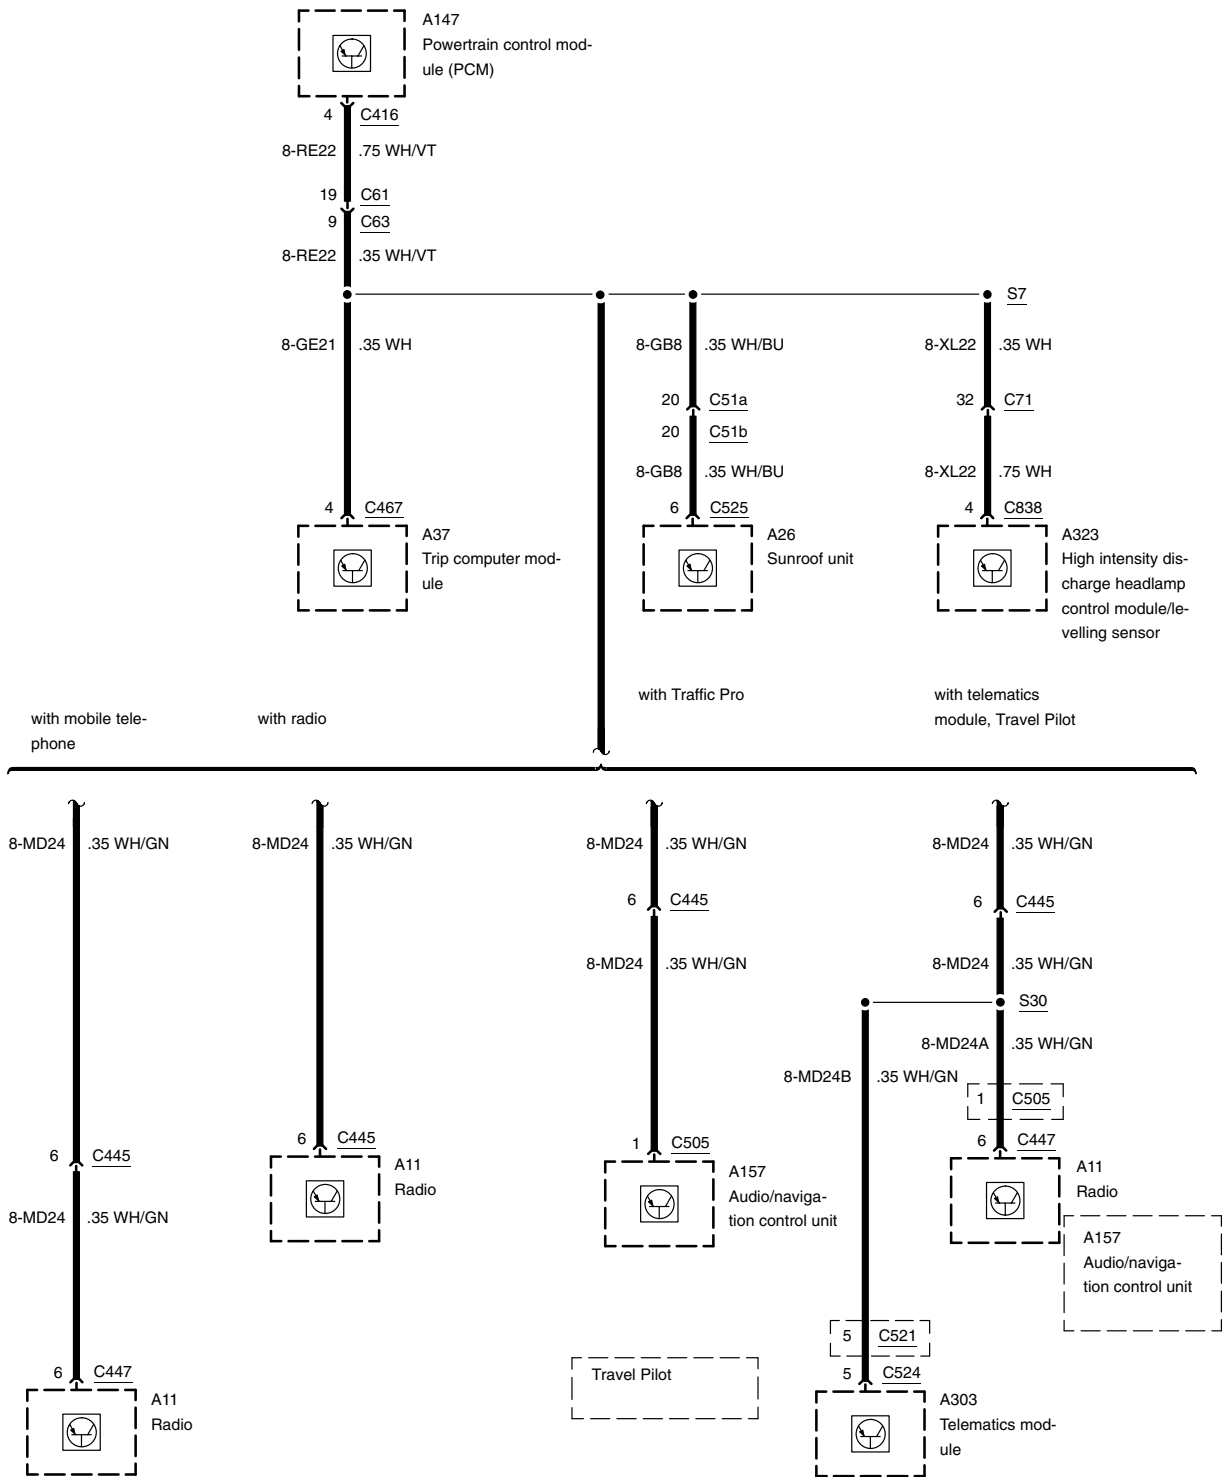 A147
Powertrain control mod-
ule (PCM)
4 C416
8-RE22 .75 WH/VT
19 C61
9 C63
8-RE22 .35 WH/VT
S7
8-GE21 .35 WH
8-GB8 .35 WH/BU
8-XL22 .35 WH
20 C51a
32 C71
20 C51b
8-GB8 .35 WH/BU
8-XL22 .75 WH
4 C467
6 C525
4 C838
A37
Trip computer mod-
ule
A26
Sunroof unit
A323
High intensity dis-
charge headlamp
control module/le-
velling sensor
with mobile tele-
phone
with radio
with Traffic Pro
with telematics
module, Travel Pilot
8-MD24 .35 WH/GN
8-MD24 .35 WH/GN
8-MD24 .35 WH/GN
8-MD24 .35 WH/GN
6 C445
6 C445
8-MD24 .35 WH/GN
8-MD24 .35 WH/GN
S30
8-MD24A .35 WH/GN
8-MD24B .35 WH/GN
1 C505
6 C445
6 C445
1 C505
6 C447
A11
Radio
A157
Audio/naviga-
tion control unit
A11
Radio
8-MD24 .35 WH/GN
A157
Audio/naviga-
tion control unit
5 C521
6 C447
Travel Pilot
5 C524
A11
Radio
A303
Telematics mod-
ule